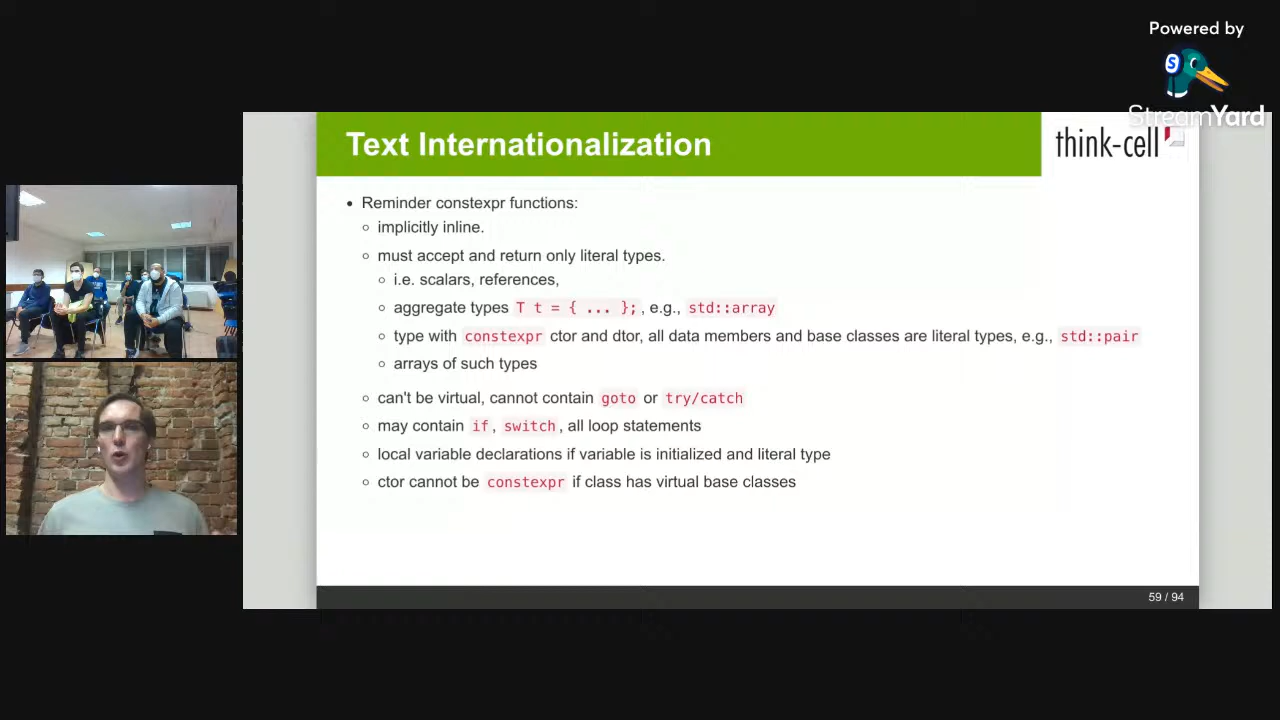 Powered by
S
StreamYard
Text Internationalization
think-cell
Reminder constexpr functions:
implicitly inline.
must accept and return only literal types.
i.e. scalars, references,
aggregate types T t = { ... };, e.g., std::array
type with constexpr ctor and dtor, all data members and base classes are literal types, e.g., std::pair
arrays of such types
can't be virtual, cannot contain goto or try/catch
may contain if, switch, all loop statements
local variable declarations if variable is initialized and literal type
ctor cannot be constexpr if class has virtual base classes
59 / 94